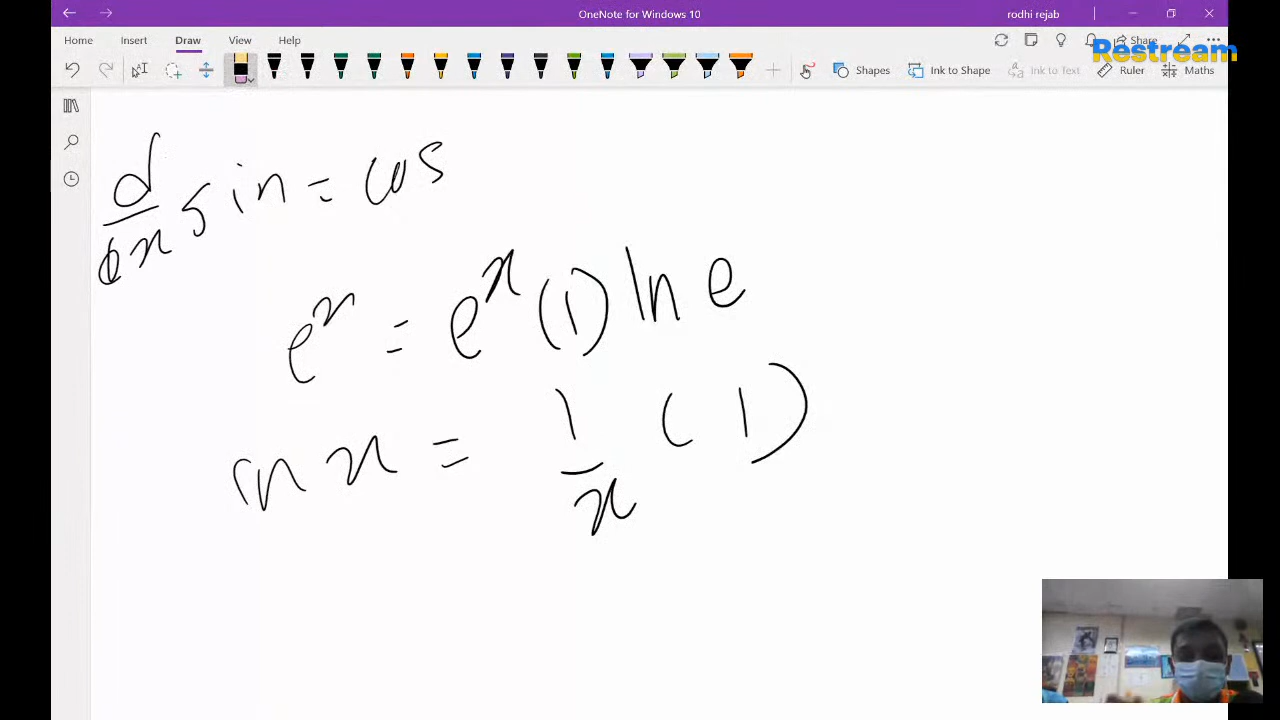 OneNote for Windows 10
rodhi rejab
Home Insert Draw View Help
Share
Restream
Shapes Ink to Shape Ink to Text Ruler Maths
d/dx sin = cos
e^x = e^x (1) ln e
ln x = 1/x (1)